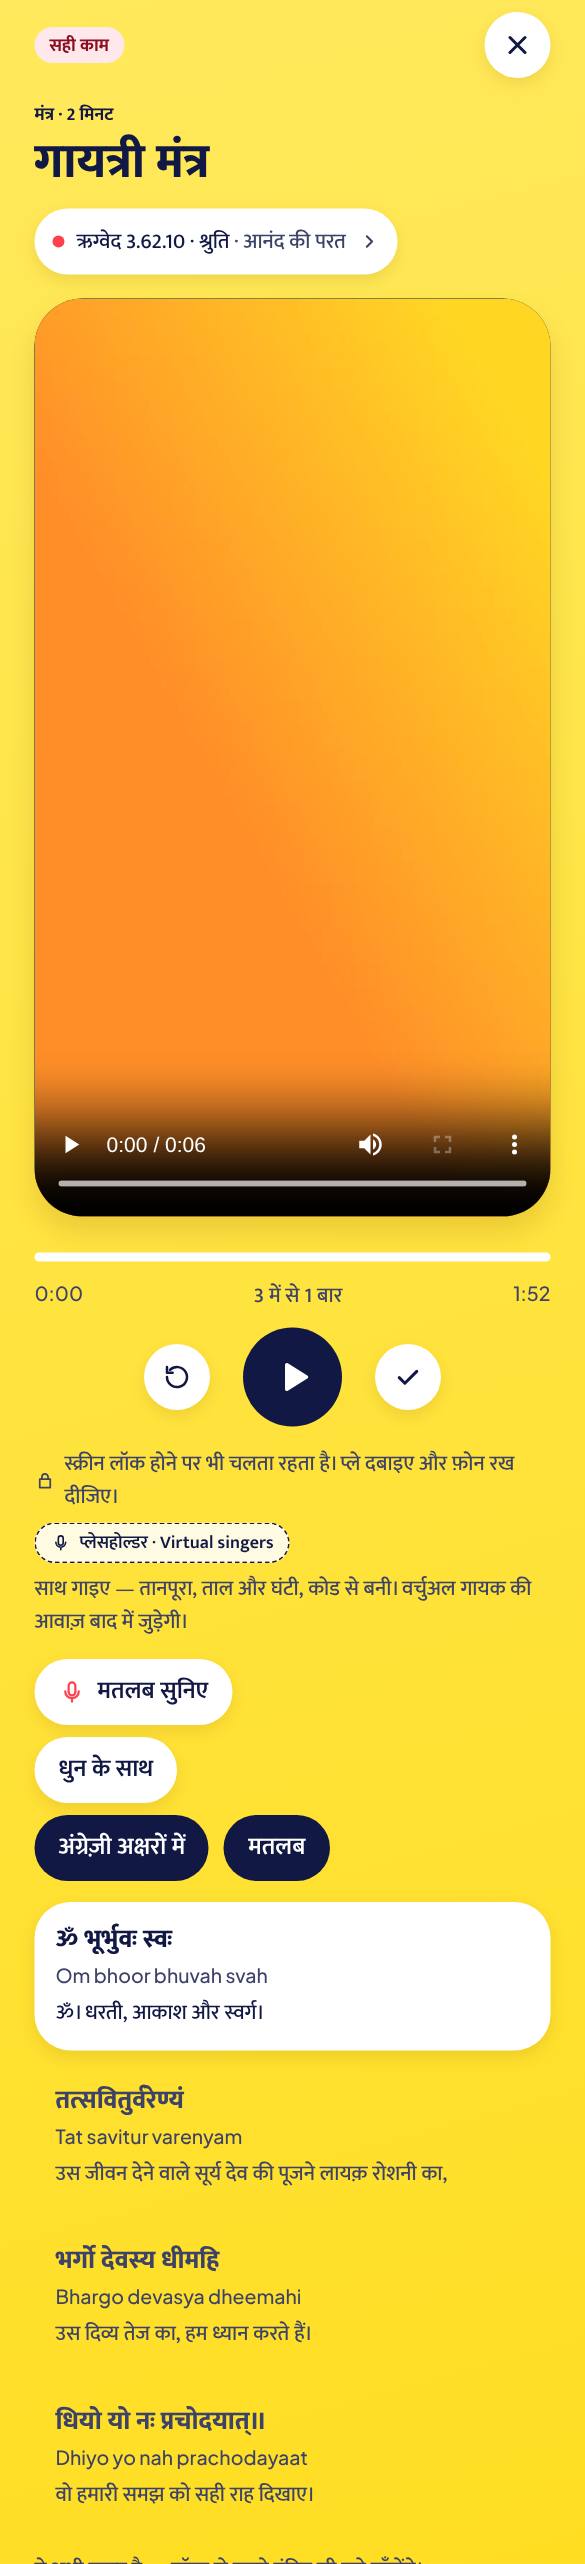 सही काम
मंत्र · 2 मिनट
गायत्री मंत्र
ऋग्वेद 3.62.10 · श्रुति · आनंद की परत
0:00 / 0:06
0:00
3 में से 1 बार
1:52
स्क्रीन लॉक होने पर भी चलता रहता है। प्ले दबाइए और फ़ोन रख
दीजिए।
प्लेसहोल्डर · Virtual singers
साथ गाइए — तानपूरा, ताल और घंटी, कोड से बनी। वर्चुअल गायक की
आवाज़ बाद में जुड़ेगी।
मतलब सुनिए
धुन के साथ
अंग्रेज़ी अक्षरों में
मतलब
ॐ भूर्भुवः स्वः
Om bhoor bhuvah svah
ॐ। धरती, आकाश और स्वर्ग।
तत्सवितुर्वरेण्यं
Tat savitur varenyam
उस जीवन देने वाले सूर्य देव की पूजने लायक़ रोशनी का,
भर्गो देवस्य धीमहि
Bhargo devasya dheemahi
उस दिव्य तेज का, हम ध्यान करते हैं।
धियो यो नः प्रचोदयात्॥
Dhiyo yo nah prachodayaat
वो हमारी समझ को सही राह दिखाए।